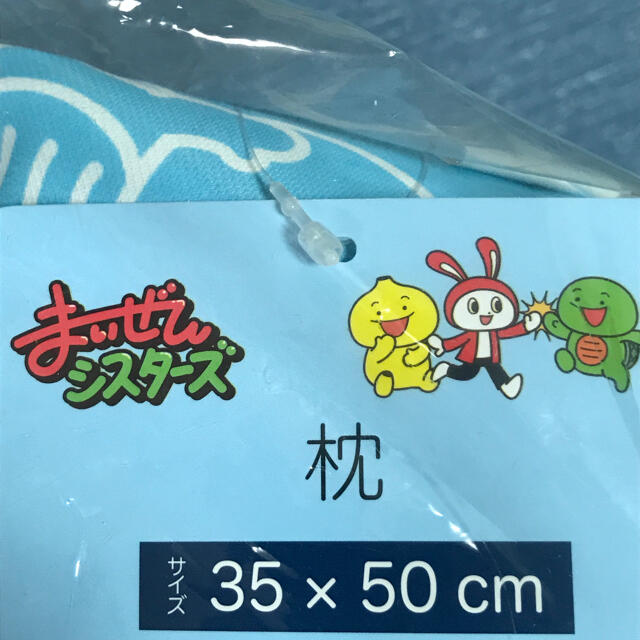 まいぜん
シスターズ
枕
サイズ 35 × 50 cm